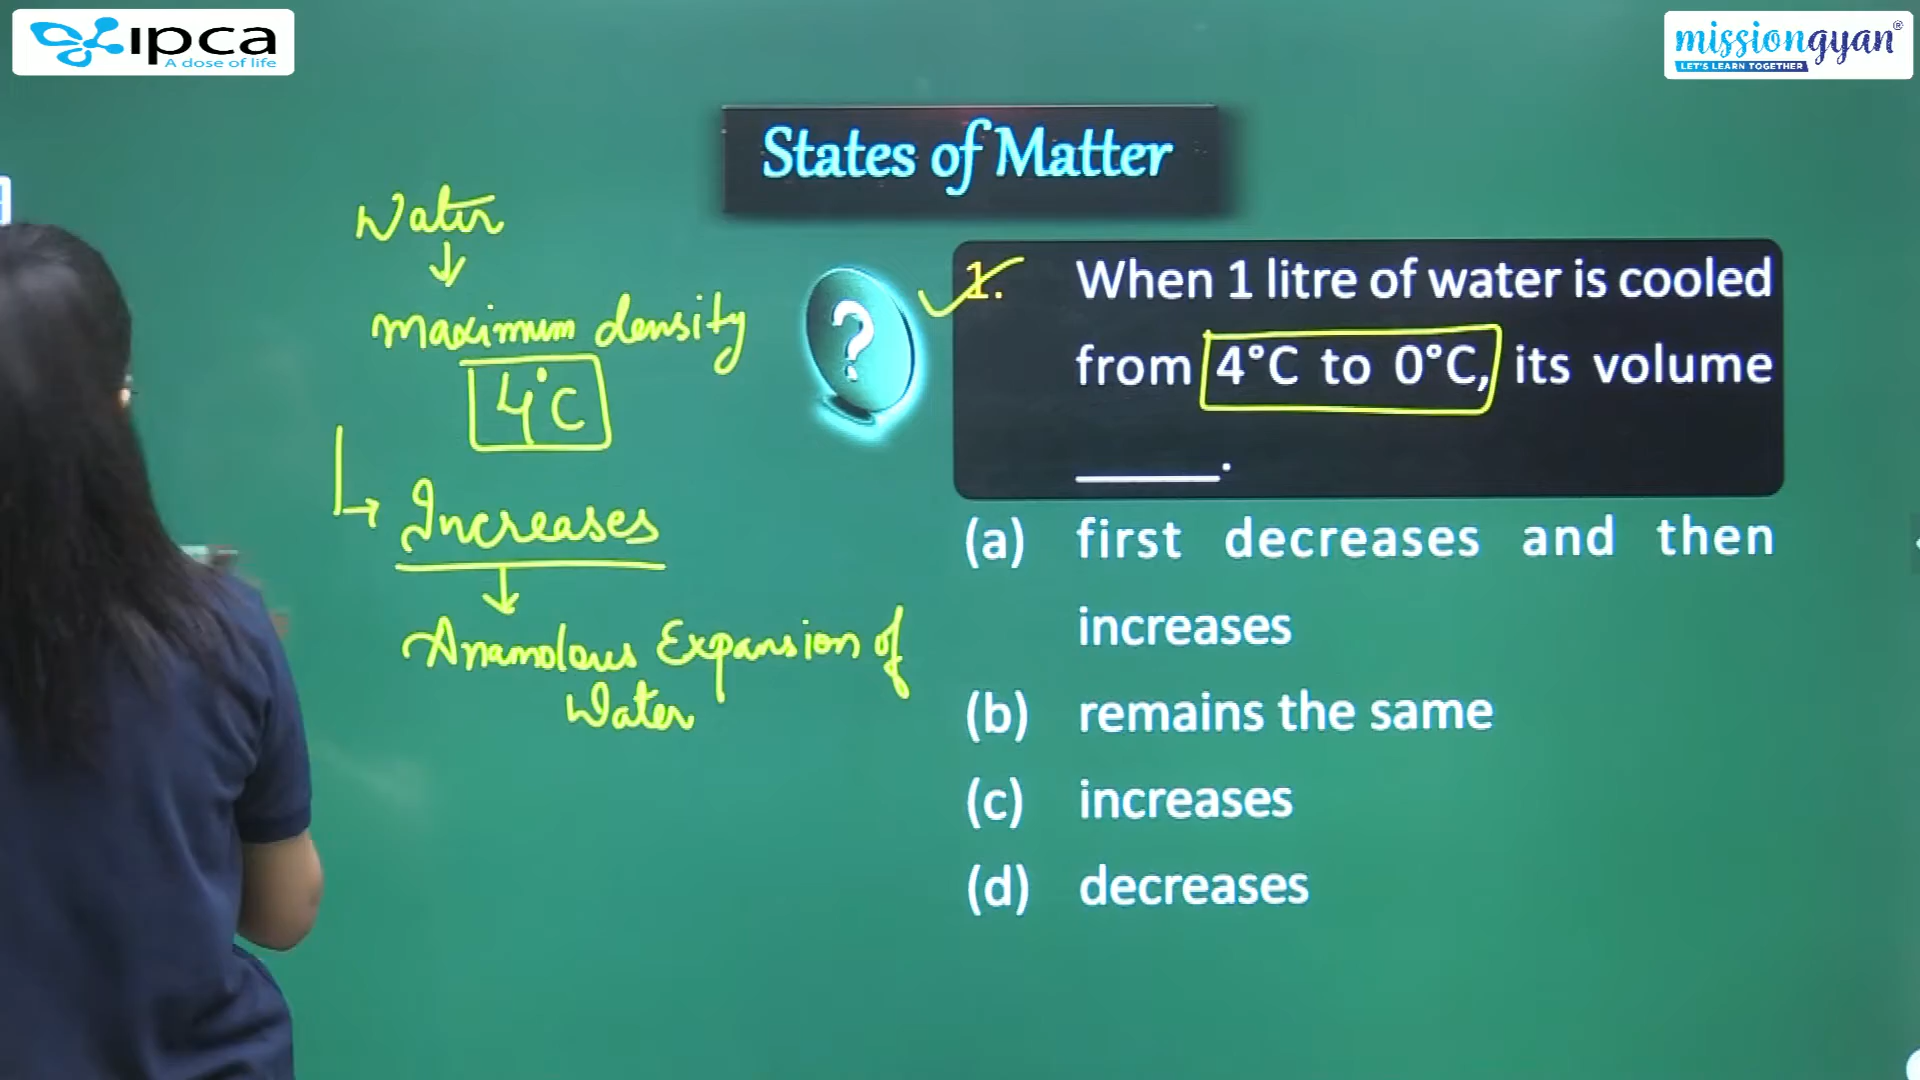 ipca
A dose of life
missiongyan®
LET'S LEARN TOGETHER
States of Matter
Water
maximum density
4°C
Increases
Anamolous Expansion of
Water
1. When 1 litre of water is cooled
from 4°C to 0°C, its volume
______.
(a) first decreases and then
increases
(b) remains the same
(c) increases
(d) decreases